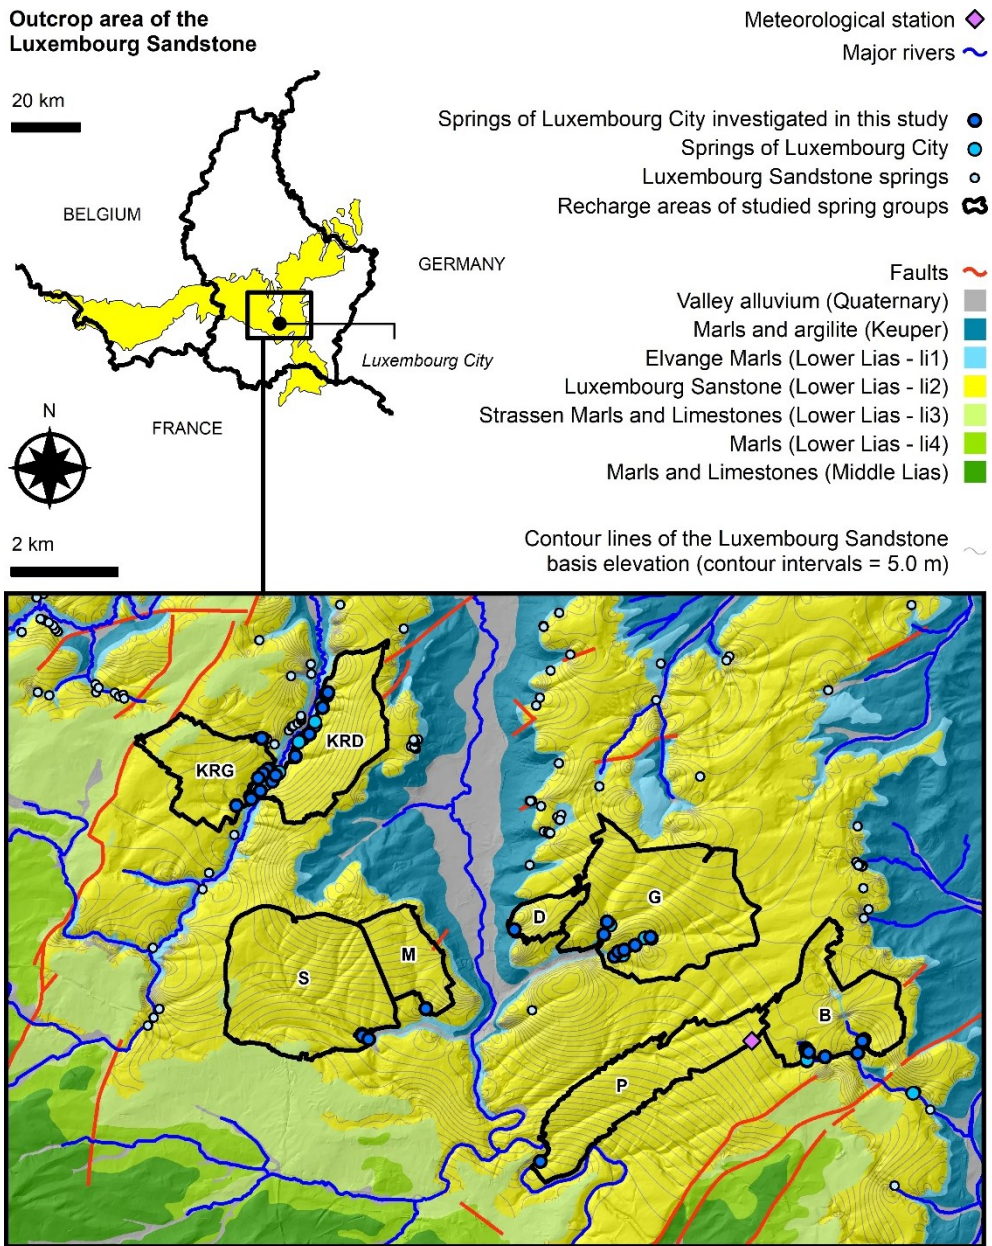 Outcrop area of the
Luxembourg Sandstone
20 km
BELGIUM
GERMANY
Luxembourg City
FRANCE
N
2 km
Meteorological station
Major rivers
Springs of Luxembourg City investigated in this study
Springs of Luxembourg City
Luxembourg Sandstone springs
Recharge areas of studied spring groups
Faults
Valley alluvium (Quaternary)
Marls and argilite (Keuper)
Elvange Marls (Lower Lias - li1)
Luxembourg Sanstone (Lower Lias - li2)
Strassen Marls and Limestones (Lower Lias - li3)
Marls (Lower Lias - li4)
Marls and Limestones (Middle Lias)
Contour lines of the Luxembourg Sandstone
basis elevation (contour intervals = 5.0 m)
KRG
KRD
D
G
S
M
B
P